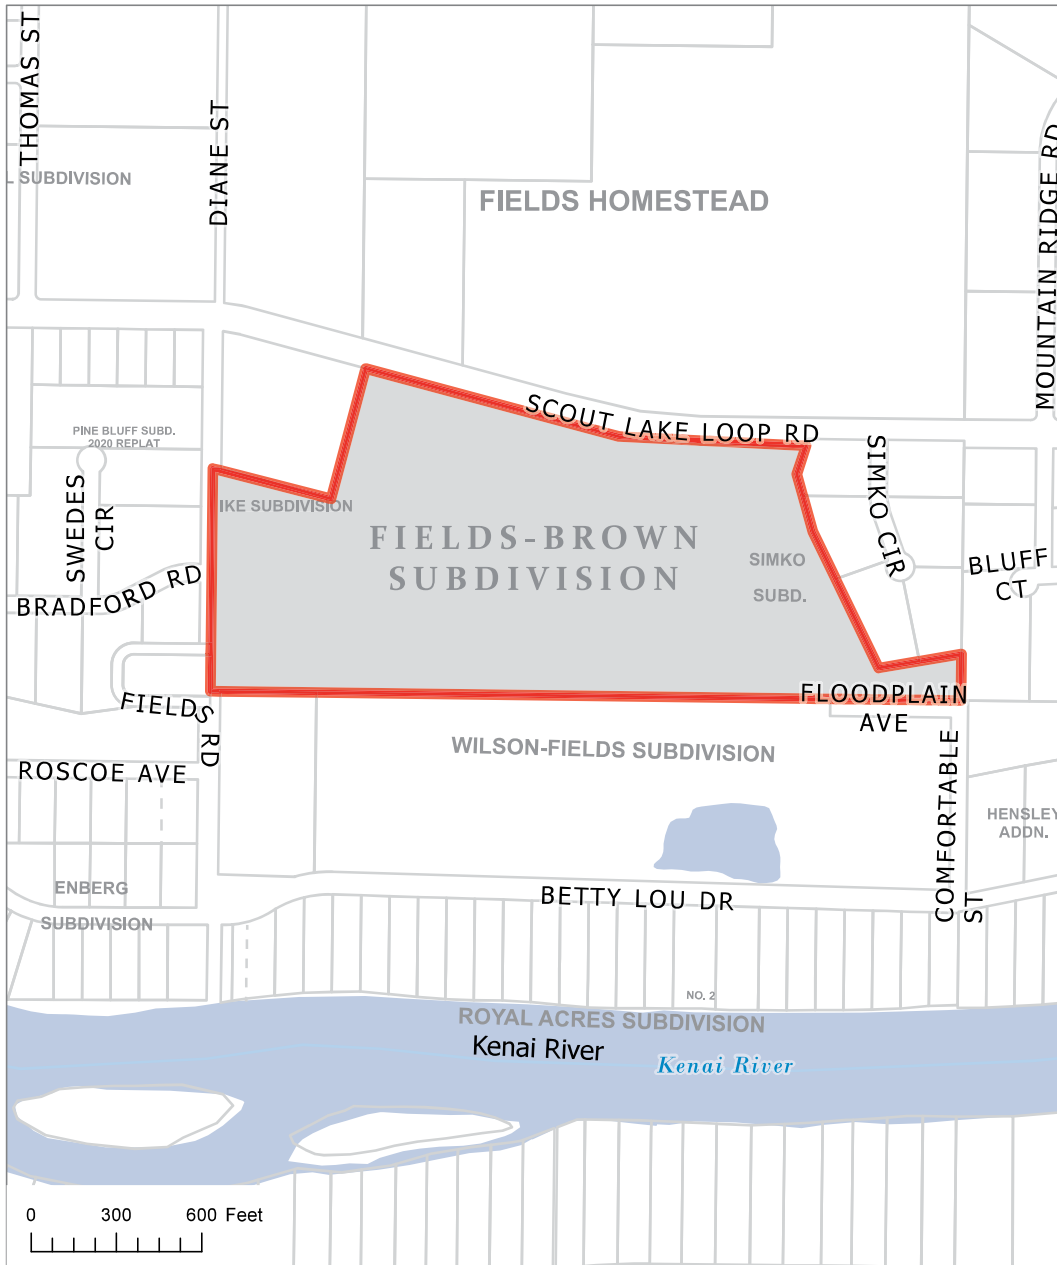 THOMAS ST
DIANE ST
SUBDIVISION
FIELDS HOMESTEAD
MOUNTAIN RIDGE RD
PINE BLUFF SUBD.
2020 REPLAT
SCOUT LAKE LOOP RD
SIMKO CIR
SWEDES
CIR
IKE SUBDIVISION
FIELDS-BROWN
SUBDIVISION
SIMKO
SUBD.
BLUFF
CT
BRADFORD RD
FIELDS RD
FLOODPLAIN
AVE
WILSON-FIELDS SUBDIVISION
ROSCOE AVE
COMFORTABLE
ST
HENSLEY
ADDN.
ENBERG
SUBDIVISION
BETTY LOU DR
NO. 2
ROYAL ACRES SUBDIVISION
Kenai River
Kenai River
0 300 600 Feet